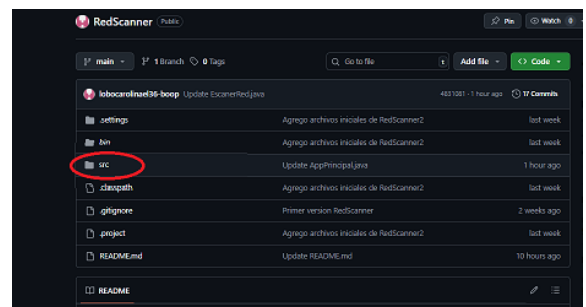 RedScanner Public Pin Watch 0
main 1 Branch 0 Tags Go to file t Add file Code
lobocarolinael36-boop Update EscanerRed.java 4831081 · 1 hour ago 17 Commits
.settings Agrego archivos iniciales de RedScanner2 last week
bin Agrego archivos iniciales de RedScanner2 last week
src Update AppPrincipal.java 1 hour ago
.classpath Agrego archivos iniciales de RedScanner2 last week
.gitignore Primer version RedScanner 2 weeks ago
.project Agrego archivos iniciales de RedScanner2 last week
README.md Update README.md 10 hours ago
README